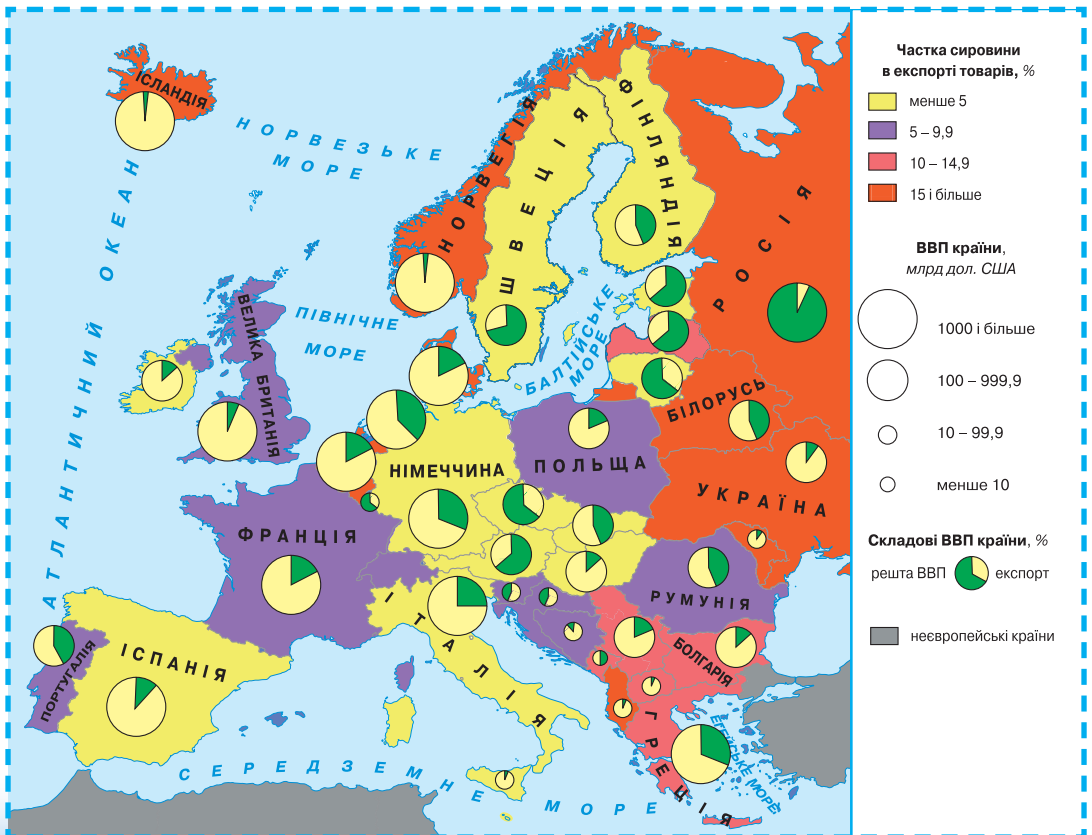 ІСЛАНДІЯ
НОРВЕЗЬКЕ
МОРЕ
АТЛАНТИЧНИЙ ОКЕАН
НОРВЕГІЯ
ШВЕЦІЯ
ФІНЛЯНДІЯ
РОСІЯ
ВЕЛИКА БРИТАНІЯ
ПІВНІЧНЕ
МОРЕ
БАЛТІЙСЬКЕ
МОРЕ
БІЛОРУСЬ
НІМЕЧЧИНА
ПОЛЬЩА
УКРАЇНА
ФРАНЦІЯ
РУМУНІЯ
ІТАЛІЯ
БОЛГАРІЯ
ПОРТУГАЛІЯ
ІСПАНІЯ
ГРЕЦІЯ
ЕГЕЙСЬКЕ МОРЕ
СЕРЕДЗЕМНЕ МОРЕ
Частка сировини
в експорті товарів, %
менше 5
5 – 9,9
10 – 14,9
15 і більше
ВВП країни,
млрд дол. США
1000 і більше
100 – 999,9
10 – 99,9
менше 10
Складові ВВП країни, %
решта ВВП
експорт
неєвропейські країни